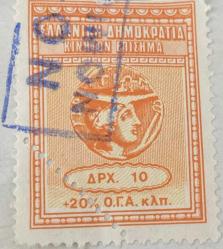 ΕΛΛΗΝΙΚΗ ΔΗΜΟΚΡΑΤΙΑ
ΚΙΝΗΤΟΝ ΕΠΙΣΗΜΑ
ΔΡΧ. 10
+20% Ο.Γ.Α. κλπ.